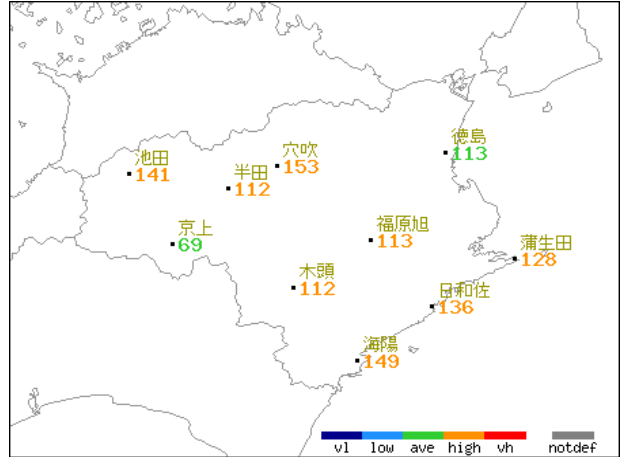 徳島
113
穴吹
153
池田
141
半田
112
福原旭
113
京上
69
蒲生田
128
木頭
112
日和佐
136
海陽
149
vl low ave high vh notdef